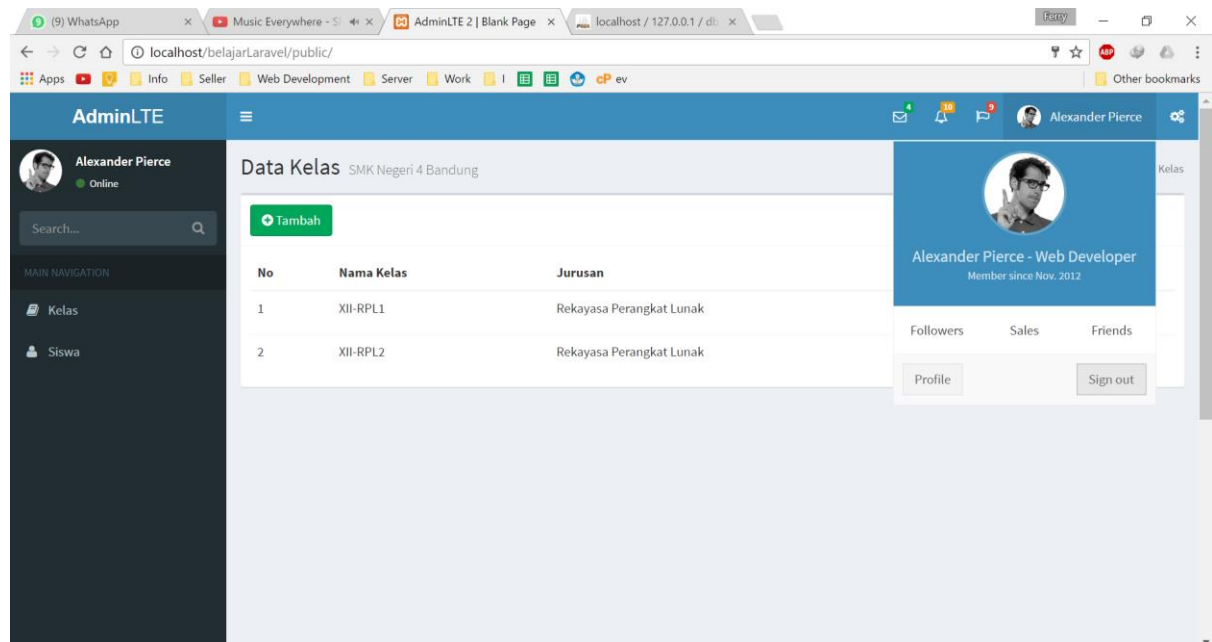 (9) WhatsApp
Music Everywhere - S
AdminLTE 2 | Blank Page
localhost / 127.0.0.1 / db
Ferry
localhost/belajarLaravel/public/
ABP
Apps Info Seller Web Development Server Work I cP ev Other bookmarks
AdminLTE
4 10 9 Alexander Pierce
Alexander Pierce
Online
Data Kelas SMK Negeri 4 Bandung
Kelas
Search...
Tambah
MAIN NAVIGATION
Kelas
Siswa
No Nama Kelas Jurusan
1 XII-RPL1 Rekayasa Perangkat Lunak
2 XII-RPL2 Rekayasa Perangkat Lunak
Alexander Pierce - Web Developer
Member since Nov. 2012
Followers Sales Friends
Profile Sign out